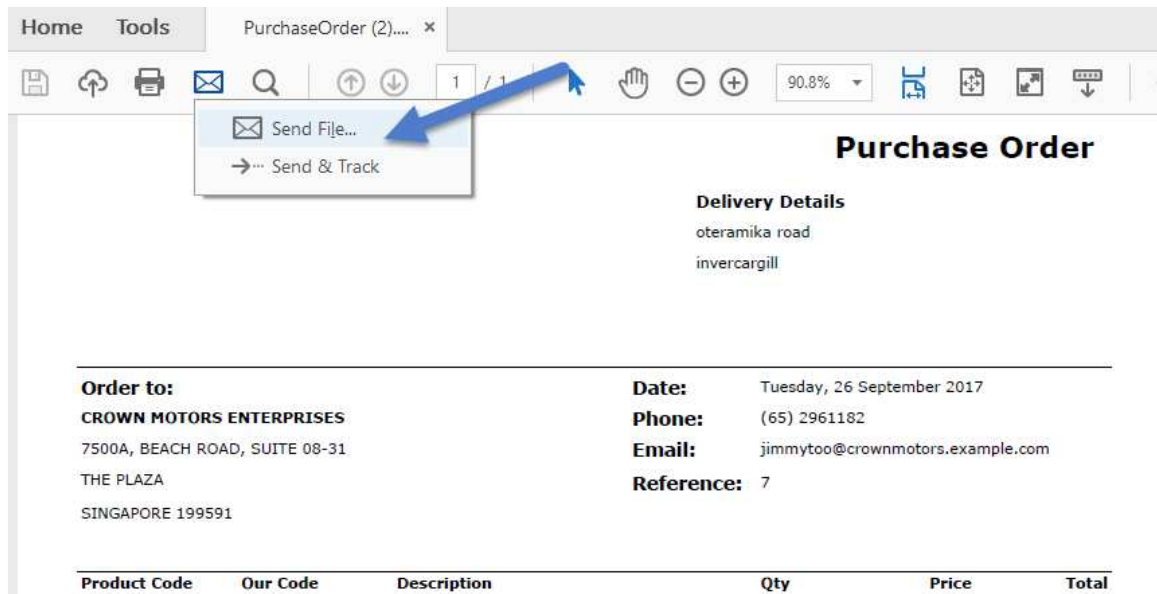 Home Tools PurchaseOrder (2).... ×
1 / 1 90.8%
Send File...
Send & Track
Purchase Order
Delivery Details
oteramika road
invercargill
Order to: Date: Tuesday, 26 September 2017
CROWN MOTORS ENTERPRISES Phone: (65) 2961182
7500A, BEACH ROAD, SUITE 08-31 Email: jimmytoo@crownmotors.example.com
THE PLAZA Reference: 7
SINGAPORE 199591
Product Code Our Code Description Qty Price Total